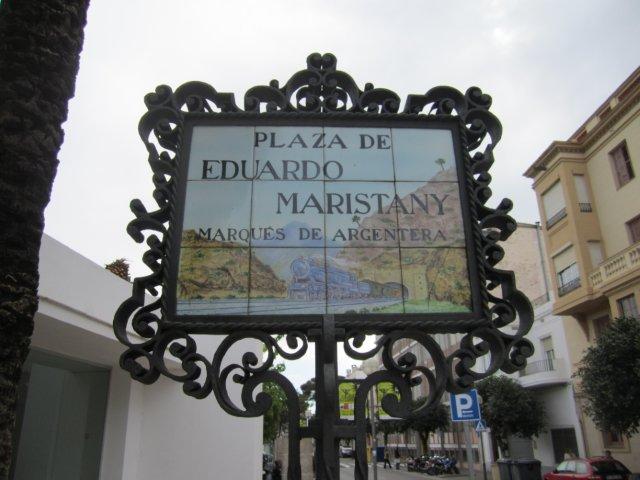 PLAZA DE
EDUARDO
MARISTANY
MARQUÉS DE ARGENTERA
P